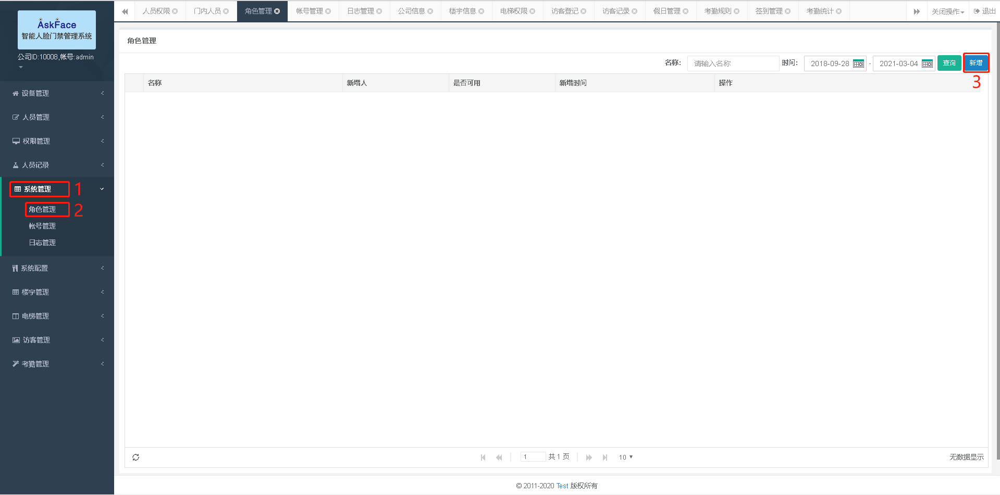 AskFace
智能人脸门禁管理系统
公司ID:10008,帐号:admin
人员权限 门内人员 角色管理 帐号管理 日志管理 公司信息 楼宇信息 电梯权限 访客登记 访客记录 假日管理 考勤规则 签到管理 考勤统计 关闭操作 退出
设备管理
人员管理
权限管理
人员记录
系统管理 1
角色管理 2
帐号管理
日志管理
系统配置
楼宇管理
电梯管理
访客管理
考勤管理
角色管理
名称: 请输入名称 时间: 2018-09-28 - 2021-03-04 查询 新增
3
名称 新增人 是否可用 新增时间 操作
1 共 1 页 10 无数据显示
© 2011-2020 Test 版权所有